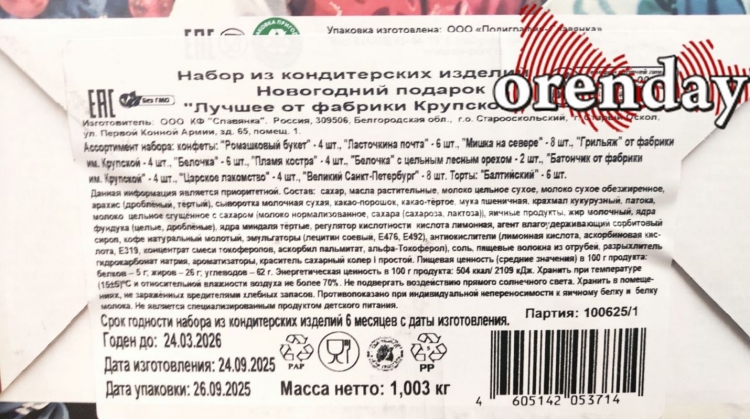 Упаковка изготовлена: ООО «Полиграфия
ЕАС
Набор из кондитерских изделий
Новогодний подарок
"Лучшее от фабрики Крупско
orenday
ЕАС Без ГМО
Изготовитель: ООО КФ "Славянка". Россия, 309506, Белгородская обл., г.о Старооскольский, г. Старый Оскол,
ул. Первой Конной Армии, зд. 65, помещ. 1.
Ассортимент набора: конфеты: "Ромашковый букет" - 4 шт., "Ласточкина почта" - 6 шт., "Мишка на севере" - 8 шт., "Грильяж" от фабрики
им. Крупской - 4 шт., "Белочка" - 6 шт., "Пламя костра" - 4 шт., "Белочка" с цельным лесным орехом - 2 шт., "Батончик от фабрики
им. Крупской" - 4 шт., "Царское лакомство" - 4 шт., "Великий Санкт-Петербург" - 8 шт. Торты: "Балтийский" - 6 шт.
Данная информация является приоритетной. Состав: сахар, масла растительные, молоко цельное сухое, молоко сухое обезжиренное,
арахис (дроблёный, тёртый), сыворотка молочная сухая, какао-порошок, какао-тёртое, мука пшеничная, крахмал кукурузный, патока,
молоко цельное сгущенное с сахаром (молоко нормализованное, сахара (сахароза, лактоза)), яичные продукты, жир молочный, ядра
фундука (целые, дробленые), ядра миндаля тёртые, регулятор кислотности кислота лимонная, агент влагоудерживающий сорбитовый
сироп, кофе натуральный молотый, эмульгаторы (лецитин соевый, Е476, Е492), антиокислители (лимонная кислота, аскорбиновая кис-
лота, Е319, концентрат смеси токоферолов, аскорбил пальмитат, альфа-Токоферол), соль, пищевые волокна из отрубей, разрыхлитель
гидрокарбонат натрия, ароматизаторы, краситель сахарный колер I простой. Пищевая ценность (средние значения) в 100 г продукта:
белков – 5 г; жиров – 26 г; углеводов – 62 г. Энергетическая ценность в 100 г продукта: 504 ккал/ 2109 кДж. Хранить при температуре
(15±5)°С и относительной влажности воздуха не более 70%. Не подвергать воздействию прямого солнечного света. Хранить в помеще-
ниях, не зараженных вредителями хлебных запасов. Противопоказано при индивидуальной непереносимости к яичному белку и белку
молока. Не является специализированным продуктом детского питания.
Срок годности набора из кондитерских изделий 6 месяцев с даты изготовления.
Партия: 100625/1
Годен до: 24.03.2026
Дата изготовления: 24.09.2025
PAP
PP
Дата упаковки: 26.09.2025
Масса нетто: 1,003 кг
4 605142 053714